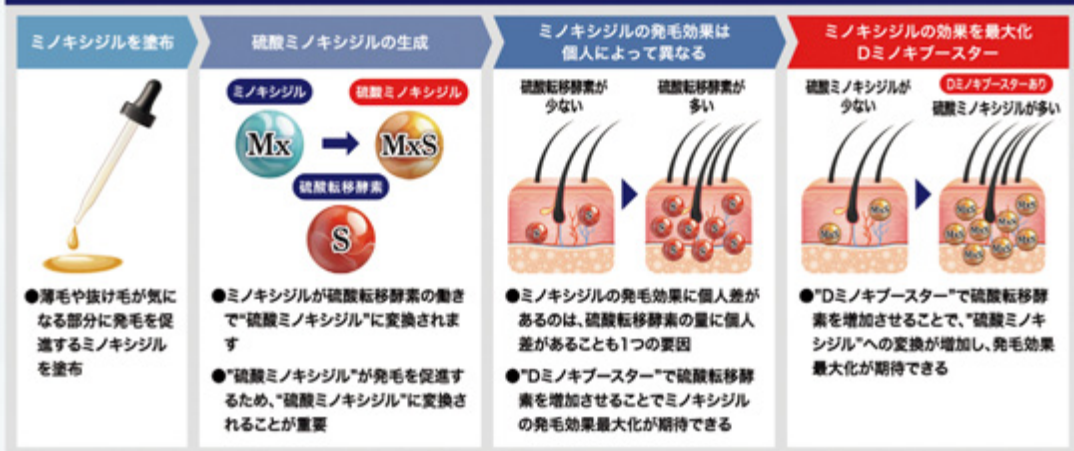 ミノキシジルを塗布
硫酸ミノキシジルの生成
ミノキシジルの発毛効果は
個人によって異なる
ミノキシジルの効果を最大化
Dミノキブースター
ミノキシジル
硫酸ミノキシジル
Mx
MxS
硫酸転移酵素
S
硫酸転移酵素が
少ない
硫酸転移酵素が
多い
S
S
S
S
S
S
S
S
S
S
硫酸ミノキシジルが
少ない
Dミノキブースターあり
硫酸ミノキシジルが多い
MxS
MxS
MxS
MxS
MxS
MxS
MxS
MxS
MxS
MxS
●薄毛や抜け毛が気に
なる部分に発毛を促
進するミノキシジル
を塗布
●ミノキシジルが硫酸転移酵素の働き
で“硫酸ミノキシジル”に変換されま
す
●“硫酸ミノキシジル”が発毛を促進す
るため、“硫酸ミノキシジル”に変換さ
れることが重要
●ミノキシジルの発毛効果に個人差が
あるのは、硫酸転移酵素の量に個人
差があることも1つの要因
●“Dミノキブースター”で硫酸転移酵
素を増加させることでミノキシジル
の発毛効果最大化が期待できる
●“Dミノキブースター”で硫酸転移酵
素を増加させることで、“硫酸ミノキ
シジル”への変換が増加し、発毛効果
最大化が期待できる